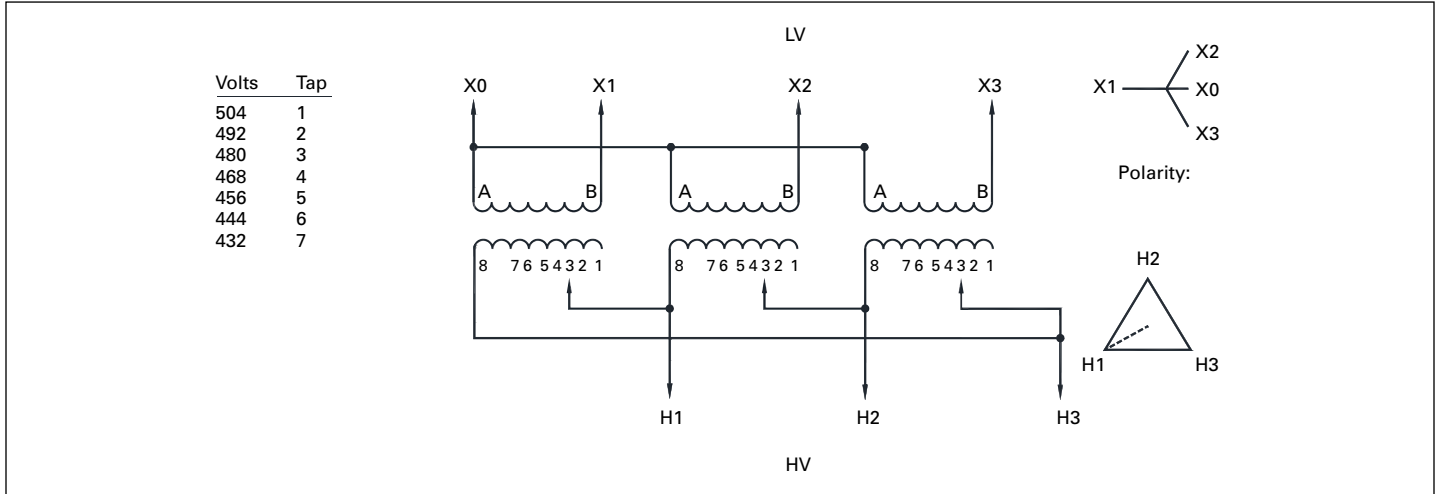 LV
Volts Tap
504 1
492 2
480 3
468 4
456 5
444 6
432 7
X0 X1 X2 X3
A B A B A B
8 7 6 5 4 3 2 1 8 7 6 5 4 3 2 1 8 7 6 5 4 3 2 1
H1 H2 H3
HV
X2
X1 X0
X3
Polarity:
H2
H1 H3